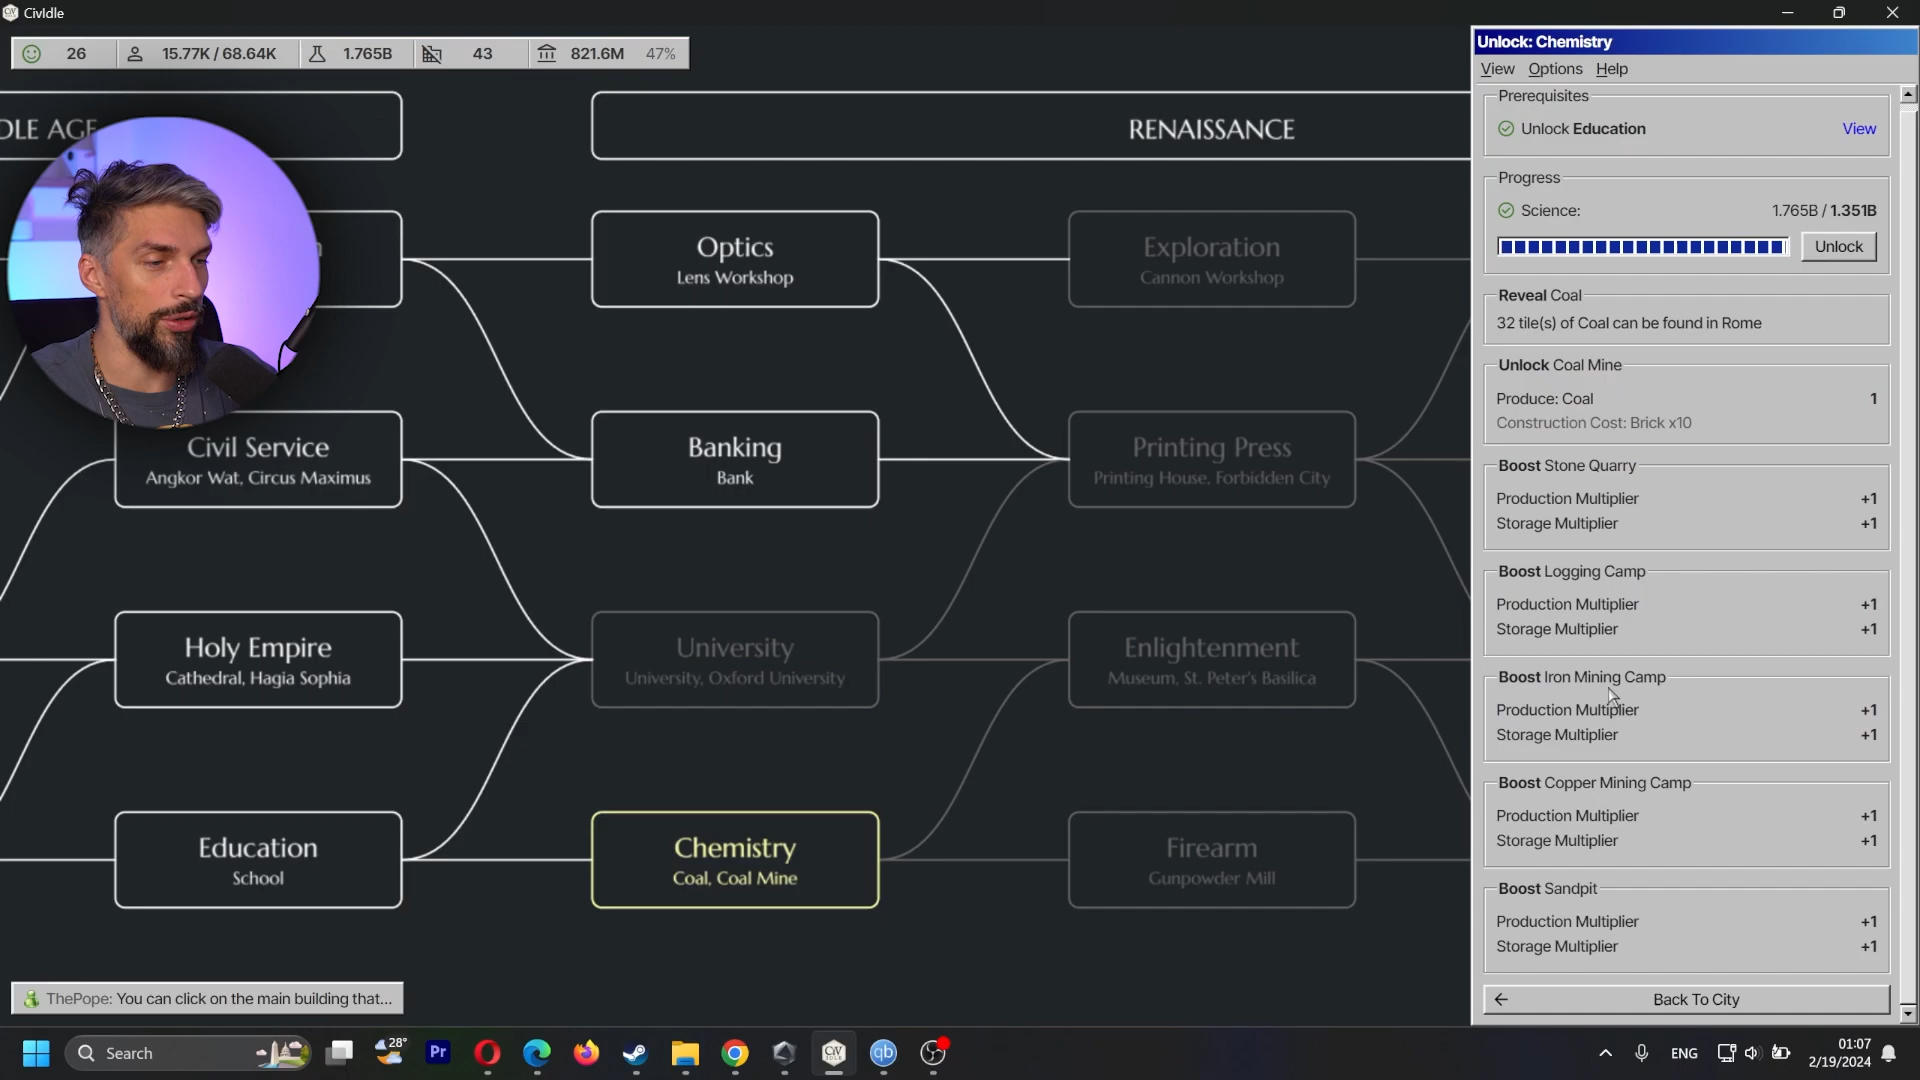 CivIdle
26
15.77K / 68.64K
1.765B
43
821.6M
47%
DLE AGE
RENAISSANCE
Optics
Lens Workshop
Exploration
Cannon Workshop
Civil Service
Angkor Wat, Circus Maximus
Banking
Bank
Printing Press
Printing House, Forbidden City
Holy Empire
Cathedral, Hagia Sophia
University
University, Oxford University
Enlightenment
Museum, St. Peter's Basilica
Education
School
Chemistry
Coal, Coal Mine
Firearm
Gunpowder Mill
ThePope: You can click on the main building that...
Unlock: Chemistry
View Options Help
Prerequisites
Unlock Education View
Progress
Science: 1.765B / 1.351B
Unlock
Reveal Coal
32 tile(s) of Coal can be found in Rome
Unlock Coal Mine
Produce: Coal 1
Construction Cost: Brick x10
Boost Stone Quarry
Production Multiplier +1
Storage Multiplier +1
Boost Logging Camp
Production Multiplier +1
Storage Multiplier +1
Boost Iron Mining Camp
Production Multiplier +1
Storage Multiplier +1
Boost Copper Mining Camp
Production Multiplier +1
Storage Multiplier +1
Boost Sandpit
Production Multiplier +1
Storage Multiplier +1
Back To City
Search
28°
Pr
CIV
IDLE
qb
ENG
01:07
2/19/2024